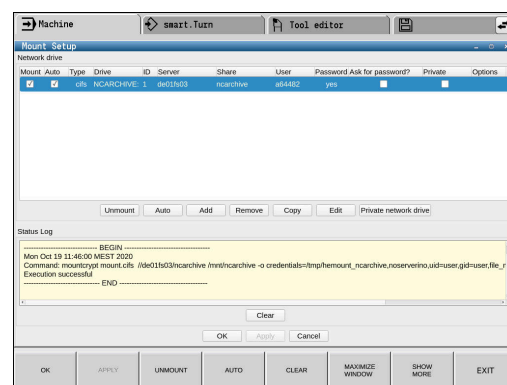 Machine smart.Turn Tool editor
Mount Setup
Network drive
Mount Auto Type Drive ID Server Share User Password Ask for password? Private Options
cifs NCARCHIVE: 1 de01fs03 ncarchive a64482 yes
Unmount Auto Add Remove Copy Edit Private network drive
Status Log
------------------------------ BEGIN -----------------------------------
Mon Oct 19 11:46:00 MEST 2020
Command: mountcrypt mount.cifs //de01fs03/ncarchive /mnt/ncarchive -o credentials=/tmp/hemount_ncarchive,noserverino,uid=user,gid=user,file_r
Execution successful
------------------------------- END ------------------------------------
Clear
OK Apply Cancel
OK APPLY UNMOUNT AUTO CLEAR MAXIMIZE WINDOW SHOW MORE EXIT